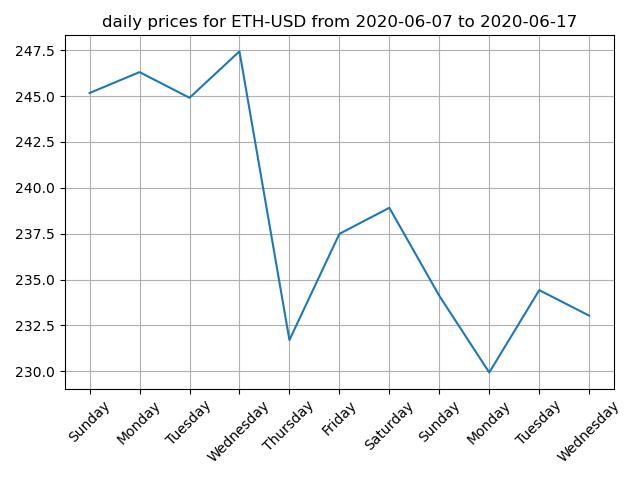 daily prices for ETH-USD from 2020-06-07 to 2020-06-17
247.5
245.0
242.5
240.0
237.5
235.0
232.5
230.0
Sunday
Monday
Tuesday
Wednesday
Thursday
Friday
Saturday
Sunday
Monday
Tuesday
Wednesday